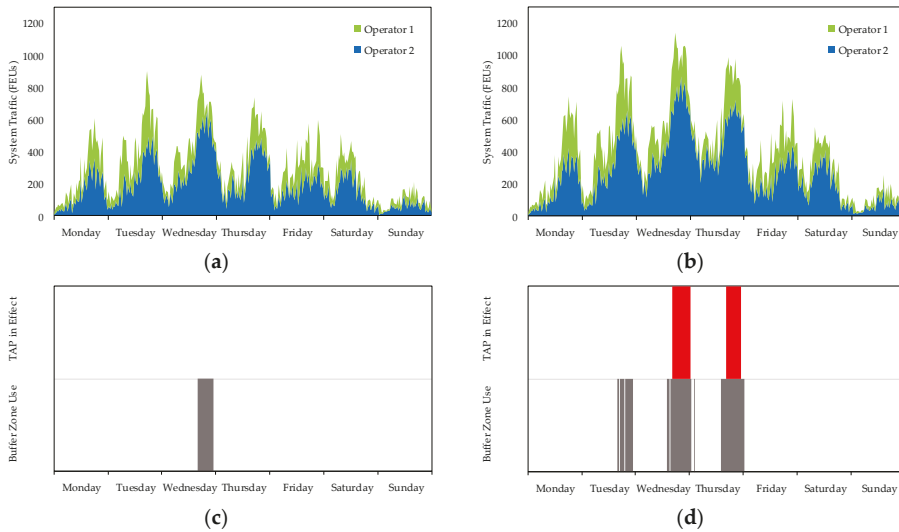 1200
1000
800
600
400
200
0
System Traffic (FEUs)
Operator 1
Operator 2
Monday Tuesday Wednesday Thursday Friday Saturday Sunday
(a)
1200
1000
800
600
400
200
0
System Traffic (FEUs)
Operator 1
Operator 2
Monday Tuesday Wednesday Thursday Friday Saturday Sunday
(b)
TAP in Effect
Buffer Zone Use
Monday Tuesday Wednesday Thursday Friday Saturday Sunday
(c)
TAP in Effect
Buffer Zone Use
Monday Tuesday Wednesday Thursday Friday Saturday Sunday
(d)